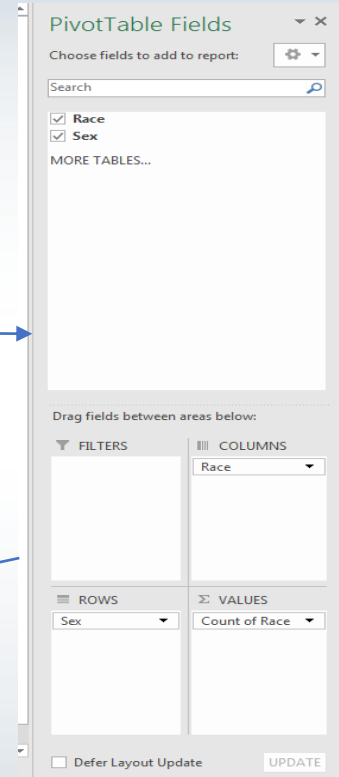 PivotTable Fields
Choose fields to add to report:
Search
Race
Sex
MORE TABLES...
Drag fields between areas below:
FILTERS
COLUMNS
Race
ROWS
Σ VALUES
Sex
Count of Race
Defer Layout Update
UPDATE